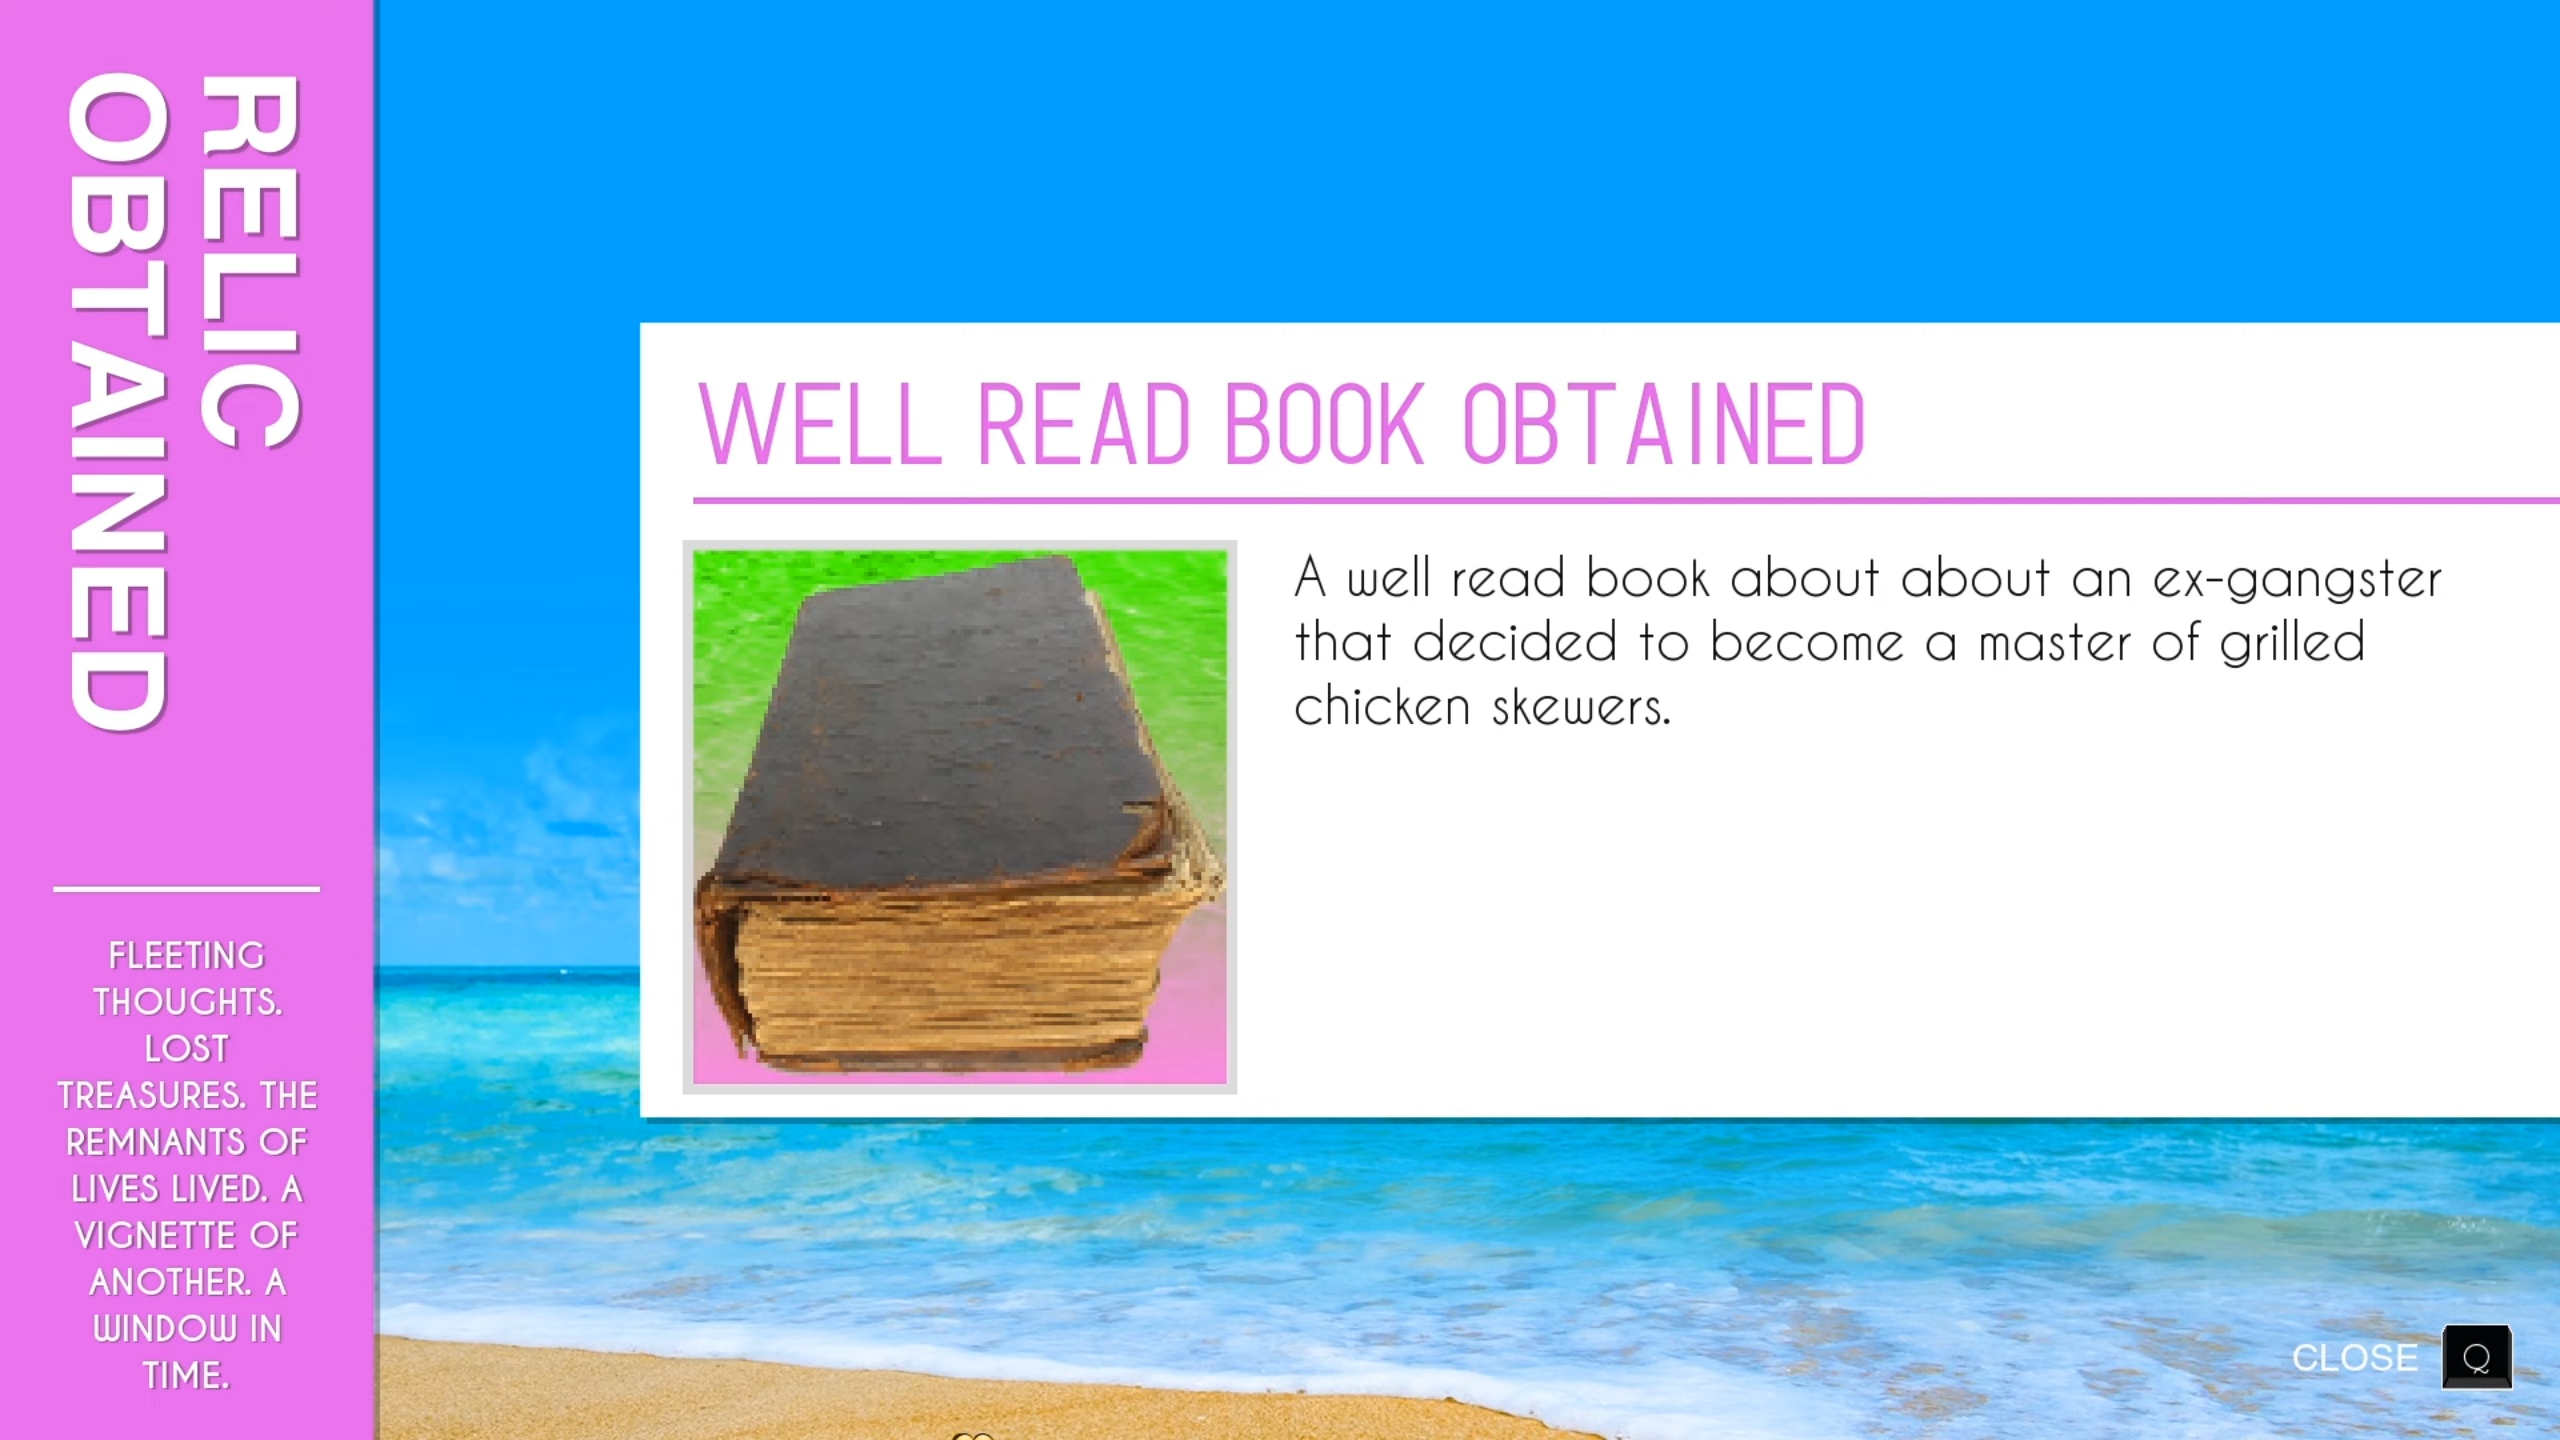 RELIC
OBTAINED
FLEETING
THOUGHTS.
LOST
TREASURES. THE
REMNANTS OF
LIVES LIVED. A
VIGNETTE OF
ANOTHER. A
WINDOW IN
TIME.
WELL READ BOOK OBTAINED
A well read book about about an ex-gangster
that decided to become a master of grilled
chicken skewers.
CLOSE Q